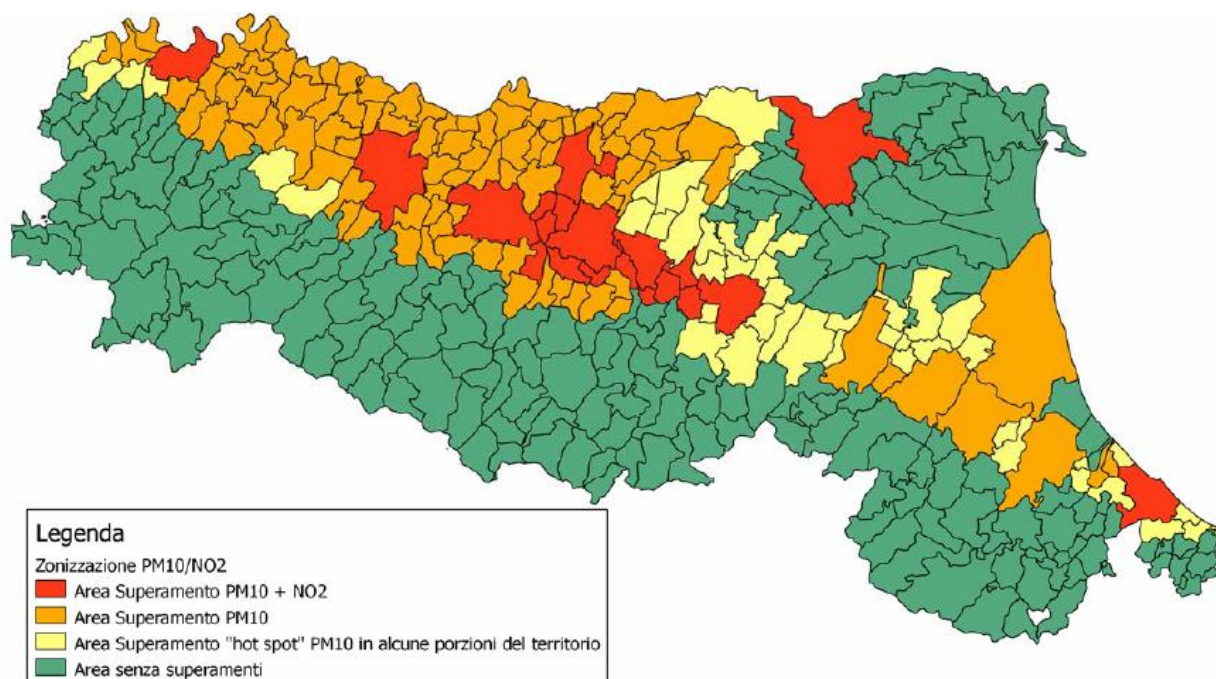 Legenda
Zonizzazione PM10/NO2
Area Superamento PM10 + NO2
Area Superamento PM10
Area Superamento "hot spot" PM10 in alcune porzioni del territorio
Area senza superamenti